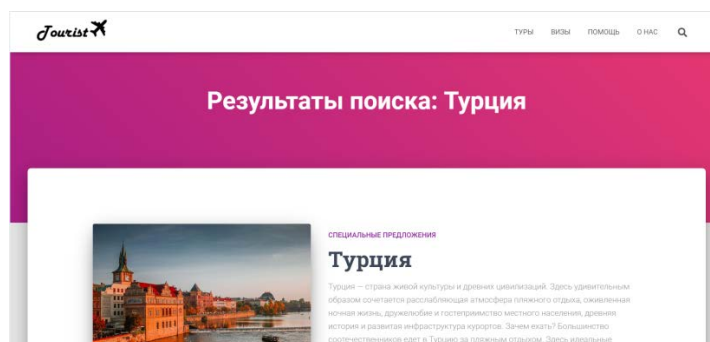 Tourist
ТУРЫ ВИЗЫ ПОМОЩЬ О НАС
Результаты поиска: Турция
СПЕЦИАЛЬНЫЕ ПРЕДЛОЖЕНИЯ
Турция
Турция — страна живой культуры и древних цивилизаций. Здесь удивительным
образом сочетается расслабляющая атмосфера пляжного отдыха, оживленная
ночная жизнь, дружелюбие и гостеприимство местного населения, древняя
история и развитая инфраструктура курортов. Зачем ехать? Большинство
соотечественников едет в Турцию за пляжным отдыхом. Здесь идеальные